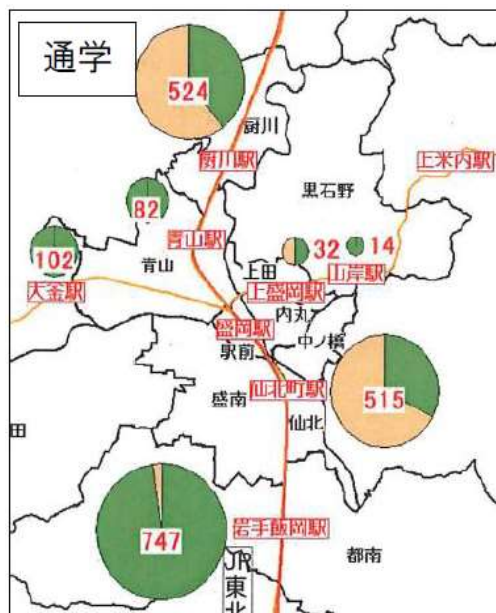 通学
524
厨川
厨川駅
上米内駅
黒石野
82
青山駅
102
32
14
青山
上田
山岸駅
大釜駅
上盛岡駅
内丸
盛岡駅
中ノ橋
駅前
仙北町駅
515
盛南
仙北
田
747
岩手飯岡駅
都南
JR
東
北